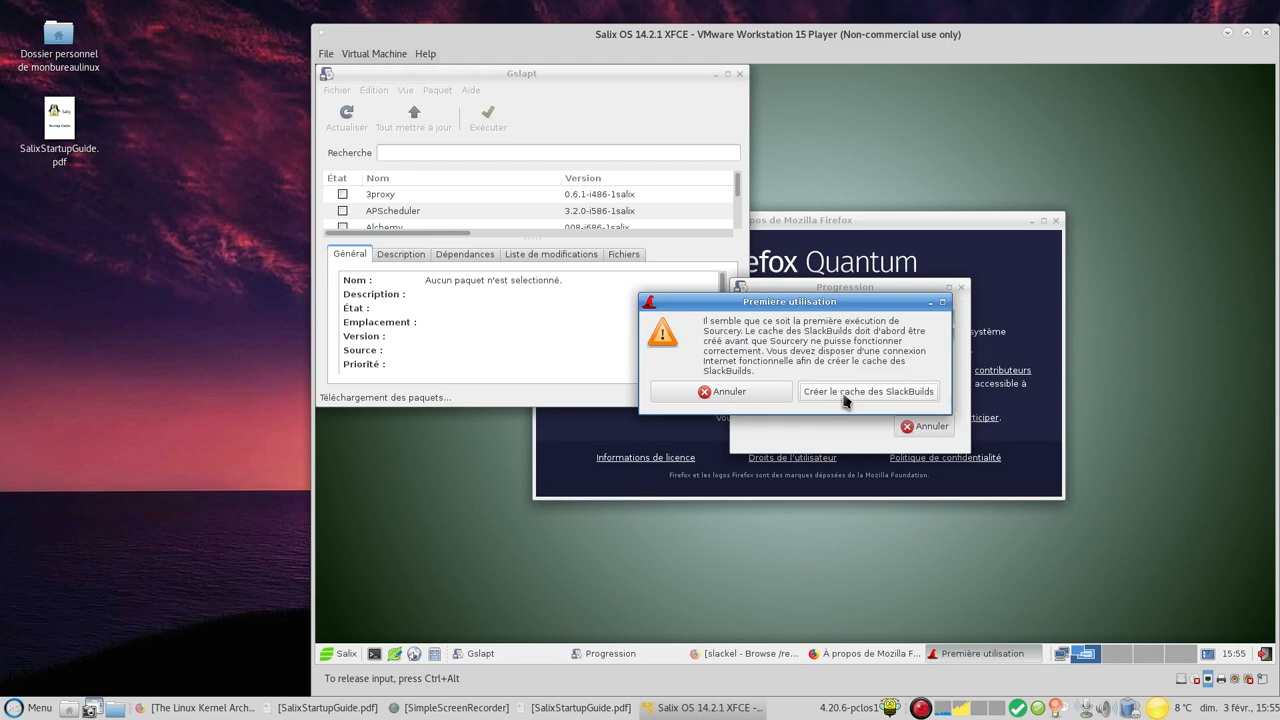 Dossier personnel
de monbureaulinux
SalixStartupGuide.
pdf
Salix OS 14.2.1 XFCE - VMware Workstation 15 Player (Non-commercial use only)
File Virtual Machine Help
Gslapt
Fichier Édition Vue Paquet Aide
Actualiser Tout mettre à jour Exécuter
Recherche
État Nom Version
3proxy 0.6.1-i486-1salix
APScheduler 3.2.0-i586-1salix
Alchemy 008-i686-1salix
Général Description Dépendances Liste de modifications Fichiers
Nom : Aucun paquet n'est selectionné.
Description :
État :
Emplacement :
Version :
Source :
Priorité :
Téléchargement des paquets...
pos de Mozilla Firefox
efox Quantum
Progression
système
contributeurs
accessible à
ticiper.
Vou
Annuler
Première utilisation
Il semble que ce soit la première exécution de
Sourcery. Le cache des SlackBuilds doit d'abord être
créé avant que Sourcery ne puisse fonctionner
correctement. Vous devez disposer d'une connexion
Internet fonctionnelle afin de créer le cache des
SlackBuilds.
Annuler Créer le cache des SlackBuilds
Informations de licence Droits de l'utilisateur Politique de confidentialité
Firefox et les logos Firefox sont des marques déposées de la Mozilla Foundation.
Salix Gslapt Progression [slackel - Browse /re... À propos de Mozilla F... Première utilisation 15:55
To release input, press Ctrl+Alt
Menu [The Linux Kernel Arch... [SalixStartupGuide.pdf] [SimpleScreenRecorder] [SalixStartupGuide.pdf] Salix OS 14.2.1 XFCE -... 4.20.6-pclos1 8 °C dim. 3 févr., 15:55